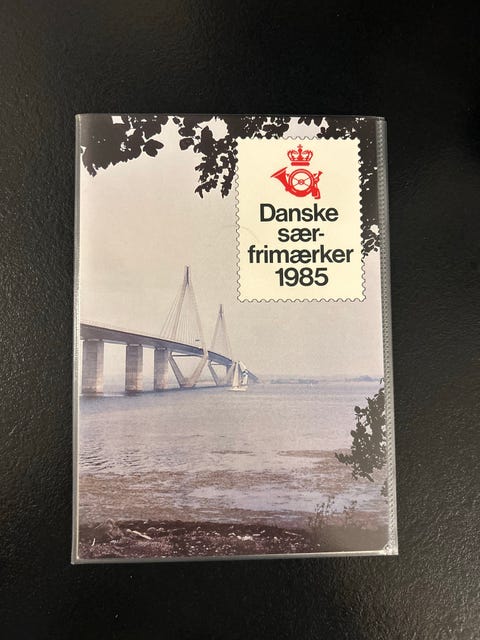 Danske
sær-
frimærker
1985